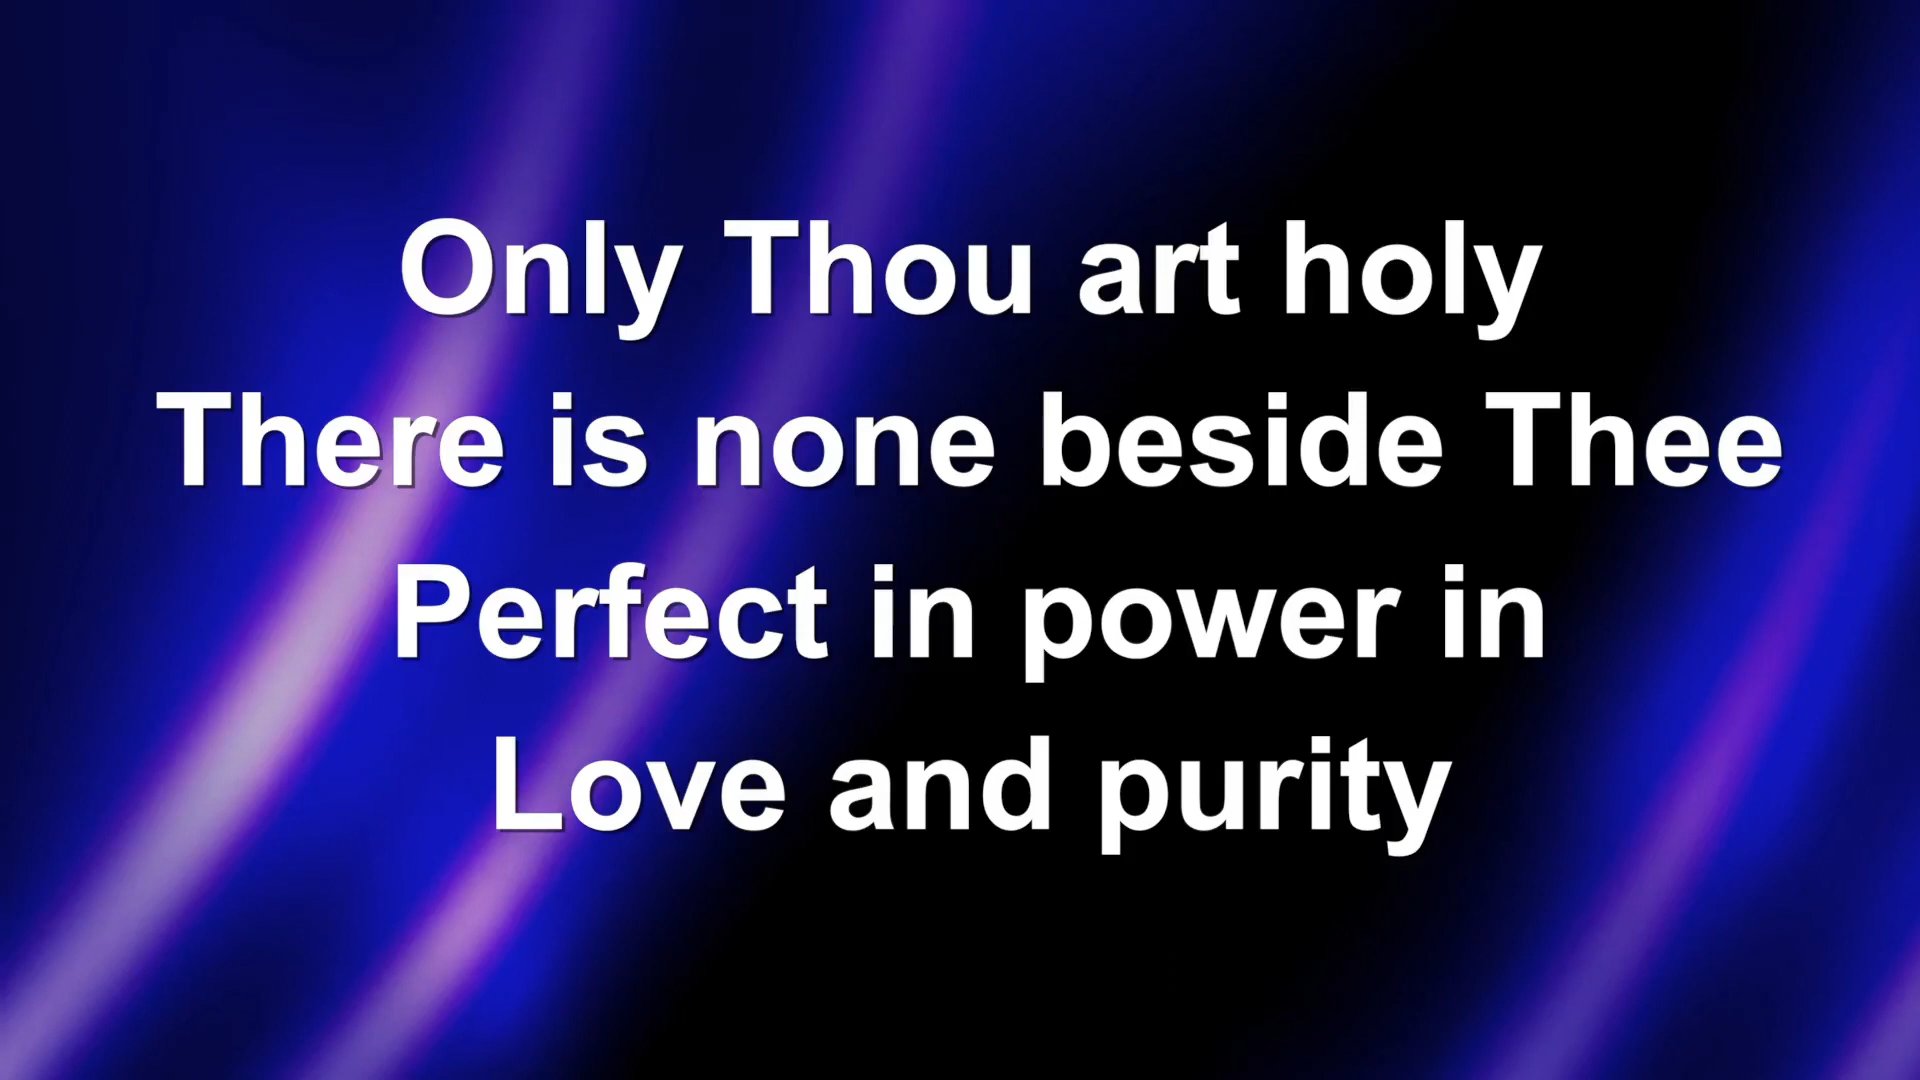 Only Thou art holy
There is none beside Thee
Perfect in power in
Love and purity